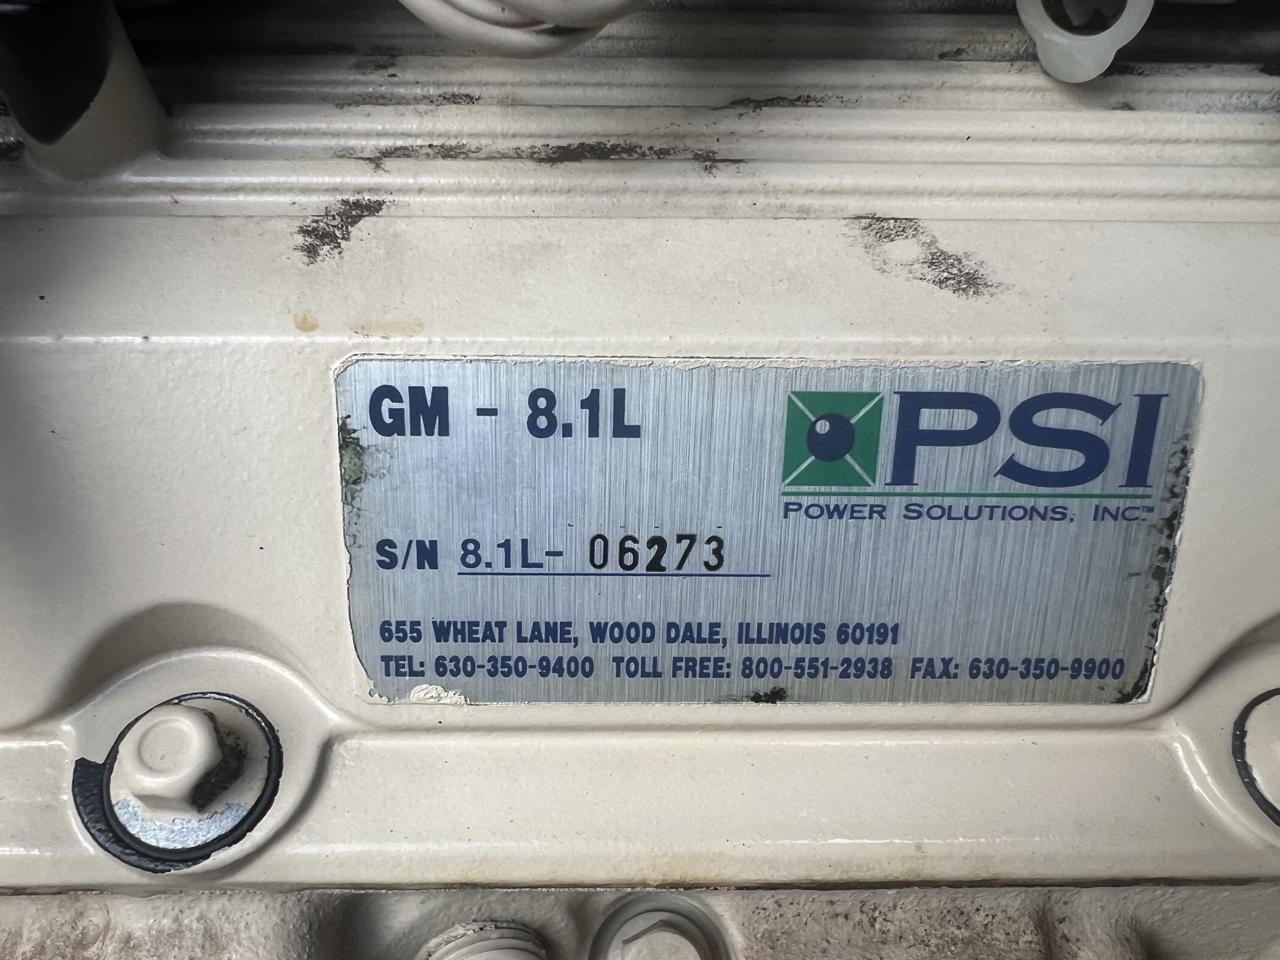 GM - 8.1L
PSI
POWER SOLUTIONS, INC.™
S/N 8.1L- 06273
655 WHEAT LANE, WOOD DALE, ILLINOIS 60191
TEL: 630-350-9400 TOLL FREE: 800-551-2938 FAX: 630-350-9900